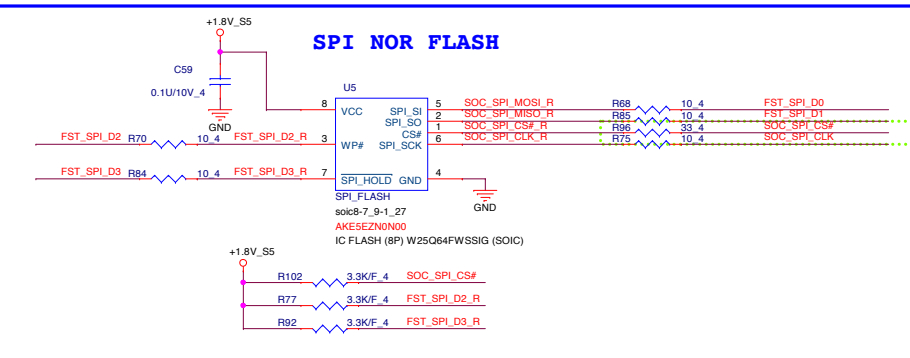 +1.8V_S5
SPI NOR FLASH
C59
0.1U/10V_4
GND
U5
8 VCC SPI_SI 5 SOC_SPI_MOSI_R R68 10_4 FST_SPI_D0
SPI_SO 2 SOC_SPI_MISO_R R85 10_4 FST_SPI_D1
CS# 1 SOC_SPI_CS#_R R96 33_4 SOC_SPI_CS#
FST_SPI_D2 R70 10_4 FST_SPI_D2_R 3 WP# SPI_SCK 6 SOC_SPI_CLK_R R75 10_4 SOC_SPI_CLK
FST_SPI_D3 R84 10_4 FST_SPI_D3_R 7 SPI_HOLD GND 4
GND
SPI_FLASH
soic8-7_9-1_27
AKE5EZN0N00
IC FLASH (8P) W25Q64FWSSIG (SOIC)
+1.8V_S5
R102 3.3K/F_4 SOC_SPI_CS#
R77 3.3K/F_4 FST_SPI_D2_R
R92 3.3K/F_4 FST_SPI_D3_R